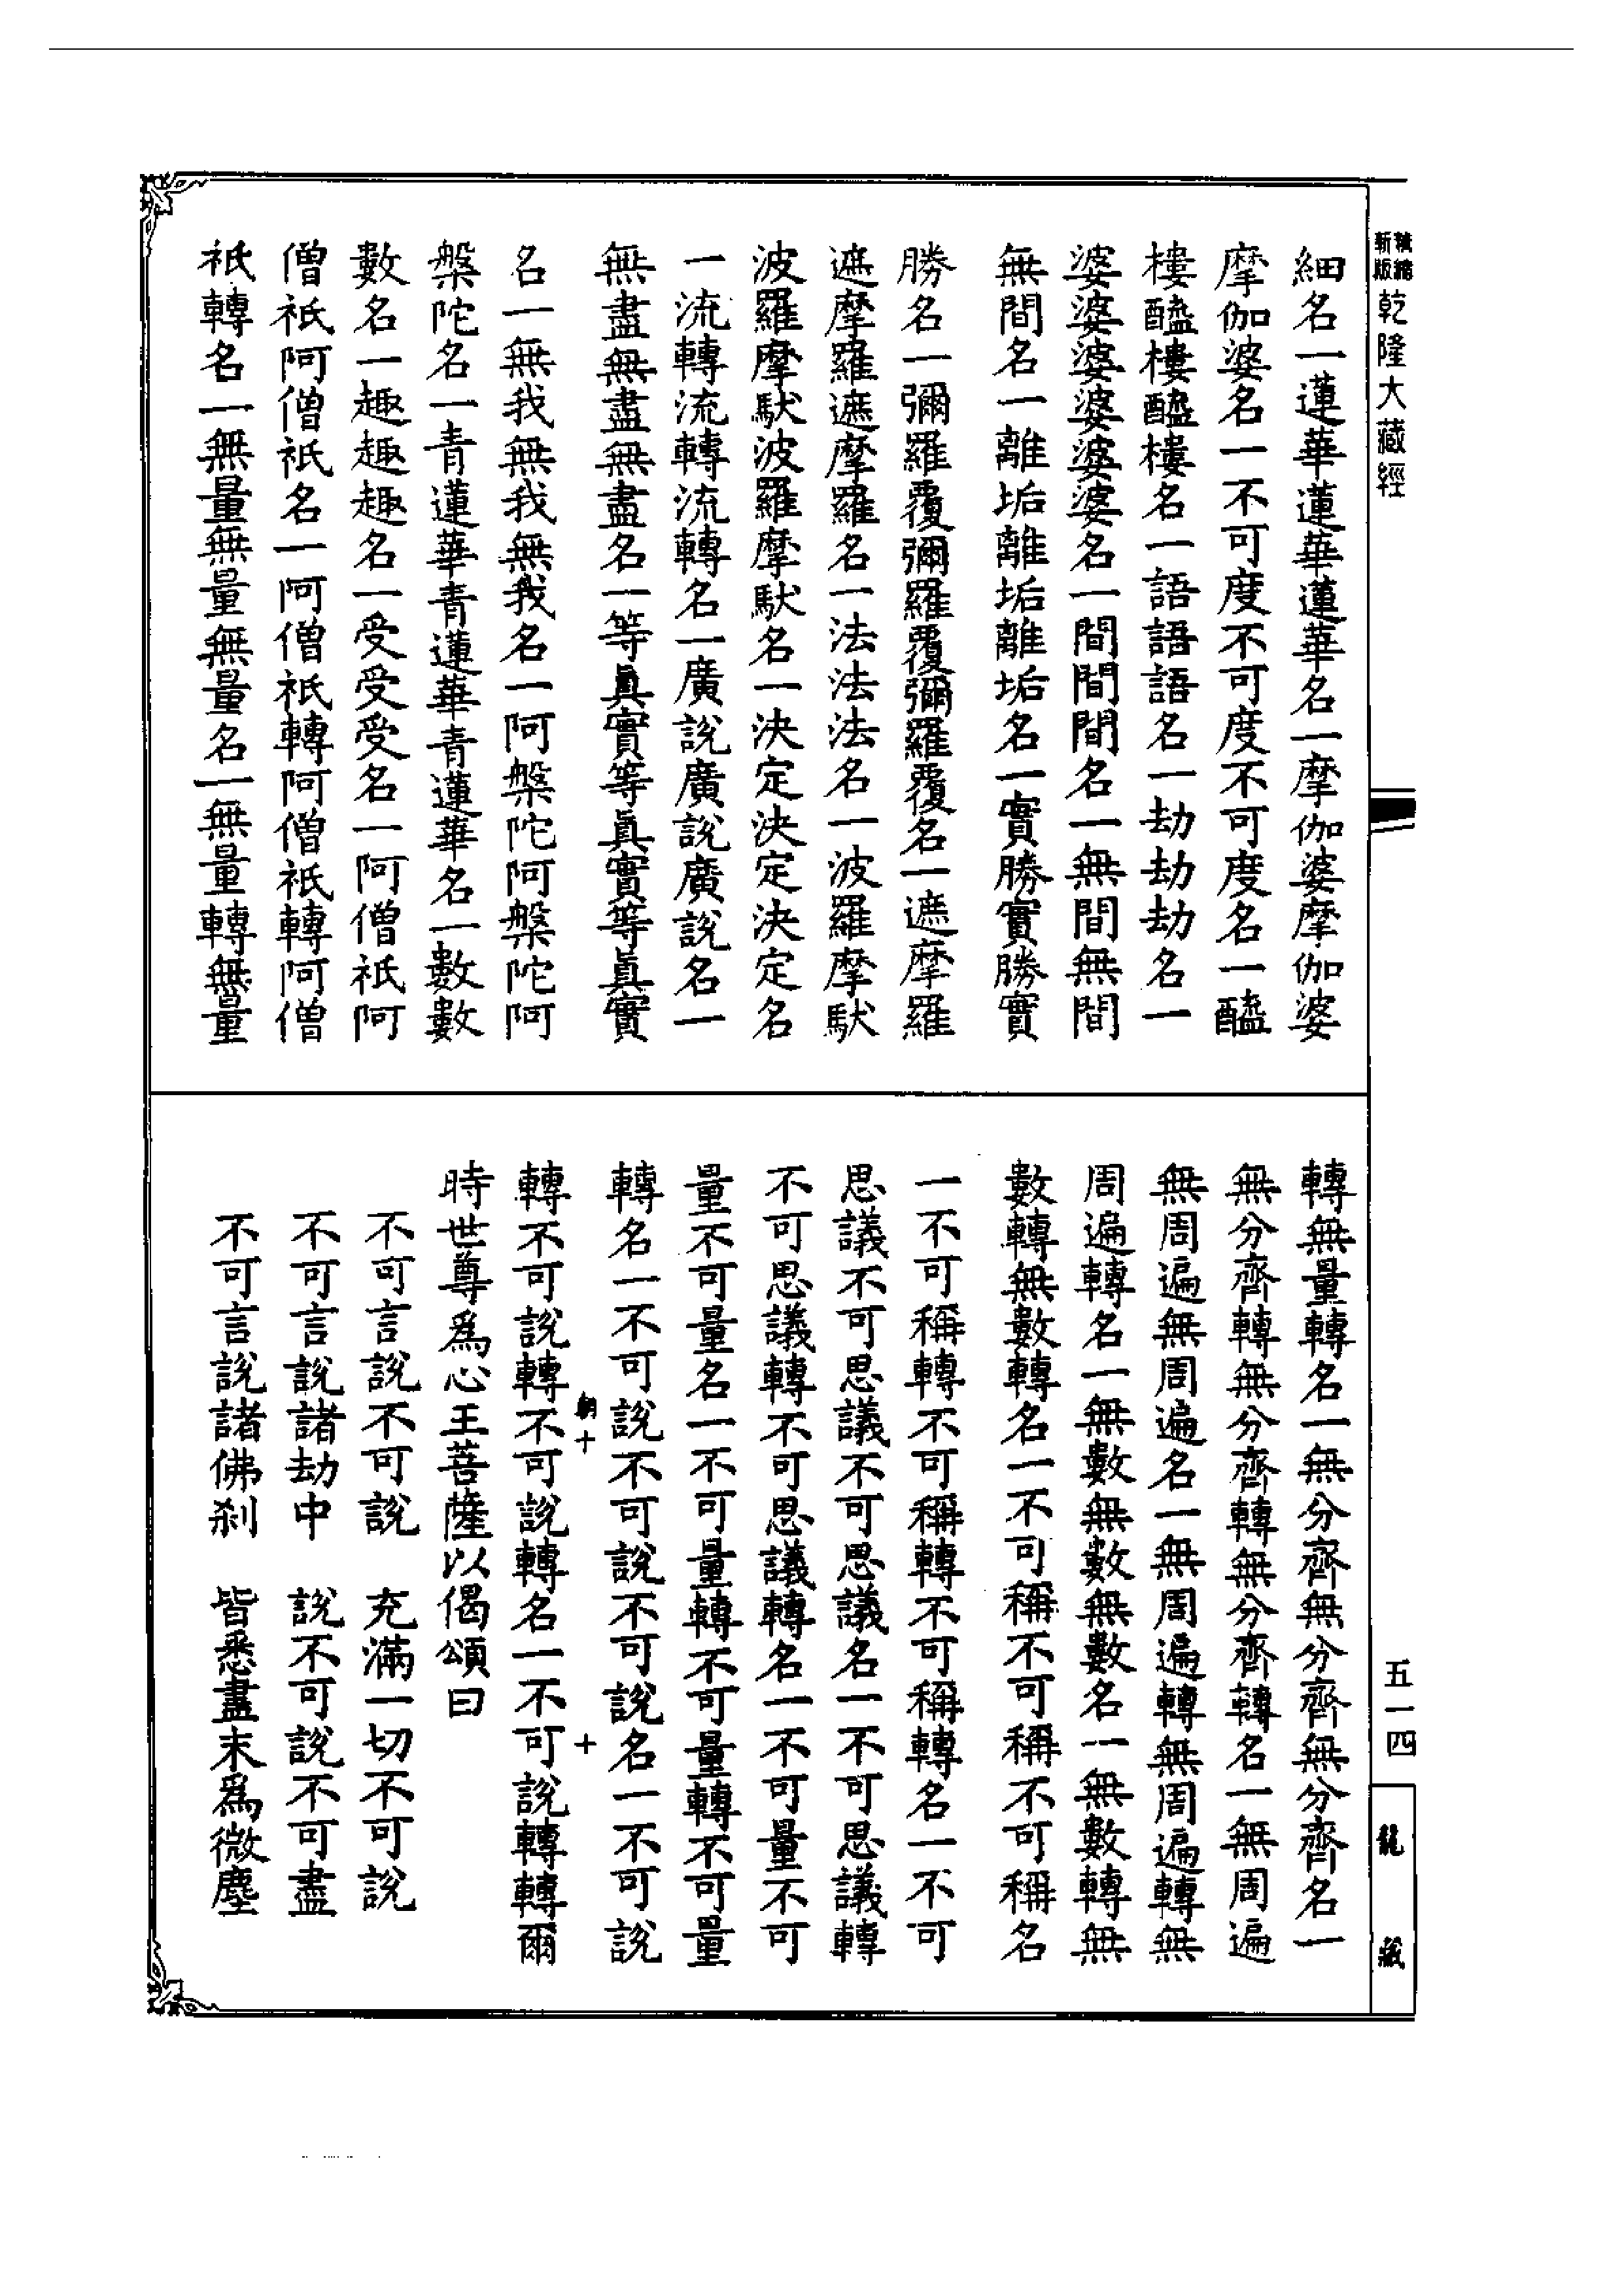 精縮新版乾隆大藏經
細名一蓮華蓮華蓮華名一摩伽婆摩伽婆
摩伽婆名一不可度不可度不可度名一醯
樓醯樓醯樓名一語語語名一劫劫劫名一
婆婆婆婆婆婆名一間間間名一無間無間
無間名一離垢離垢離垢名一實勝實勝實
勝名一彌羅覆彌羅覆彌羅覆名一遮摩羅
遮摩羅遮摩羅名一法法法名一波羅摩馱
波羅摩馱波羅摩馱名一決定決定決定名
一流轉流轉流轉名一廣說廣說廣說名一
無盡無盡無盡名一等眞實等眞實等眞實
名一無我無我無我名一阿槃陀阿槃陀阿
槃陀名一青蓮華青蓮華青蓮華名一數數
數名一趣趣趣名一受受受名一阿僧祇阿
僧祇阿僧祇名一阿僧祇轉阿僧祇轉阿僧
祇轉名一無量無量無量名一無量轉無量
轉無量轉名一無分齊無分齊無分齊名一
無分齊轉無分齊轉無分齊轉名一無周遍
無周遍無周遍名一無周遍轉無周遍轉無
周遍轉名一無數無數無數名一無數轉無
數轉無數轉名一不可稱不可稱不可稱名
一不可稱轉不可稱轉不可稱轉名一不可
思議不可思議不可思議名一不可思議轉
不可思議轉不可思議轉名一不可量不可
量不可量名一不可量轉不可量轉不可量
轉名一不可說不可說不可說名一不可說
十 十
轉不可說轉不可說轉名一不可說轉轉爾
時世尊爲心王菩薩以偈頌曰
不可言說不可說 充滿一切不可說
不可言說諸劫中 說不可說不可盡
不可言說諸佛刹 皆悉盡末爲微塵
五一四
龍藏